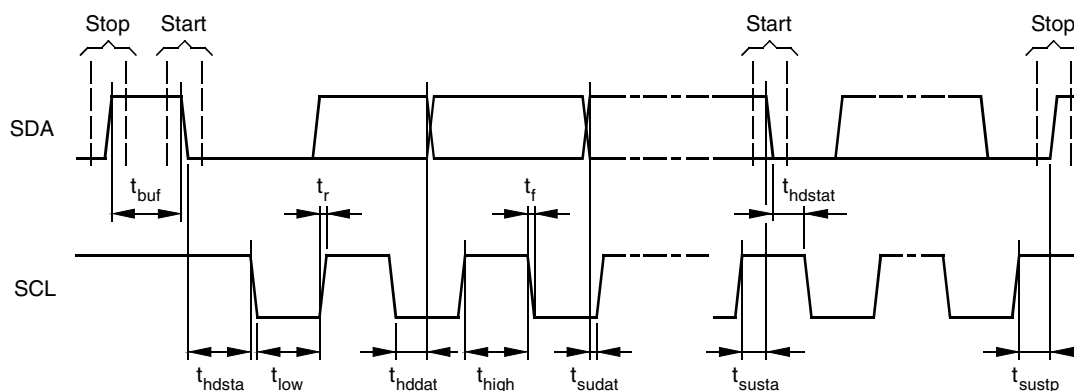 Stop Start Start Stop
SDA
t_buf t_r t_f t_hdstat
SCL
t_hdsta t_low t_hddat t_high t_sudat t_susta t_sustp